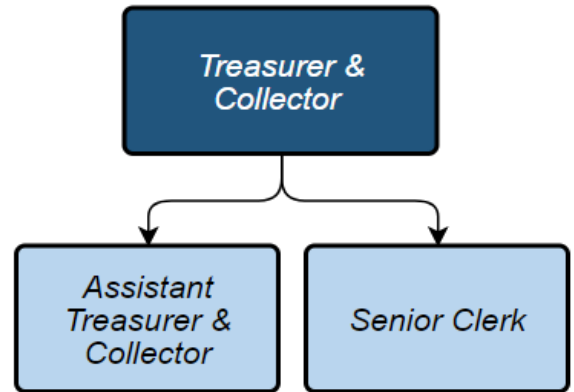 Treasurer &
Collector
Assistant
Treasurer &
Collector
Senior Clerk